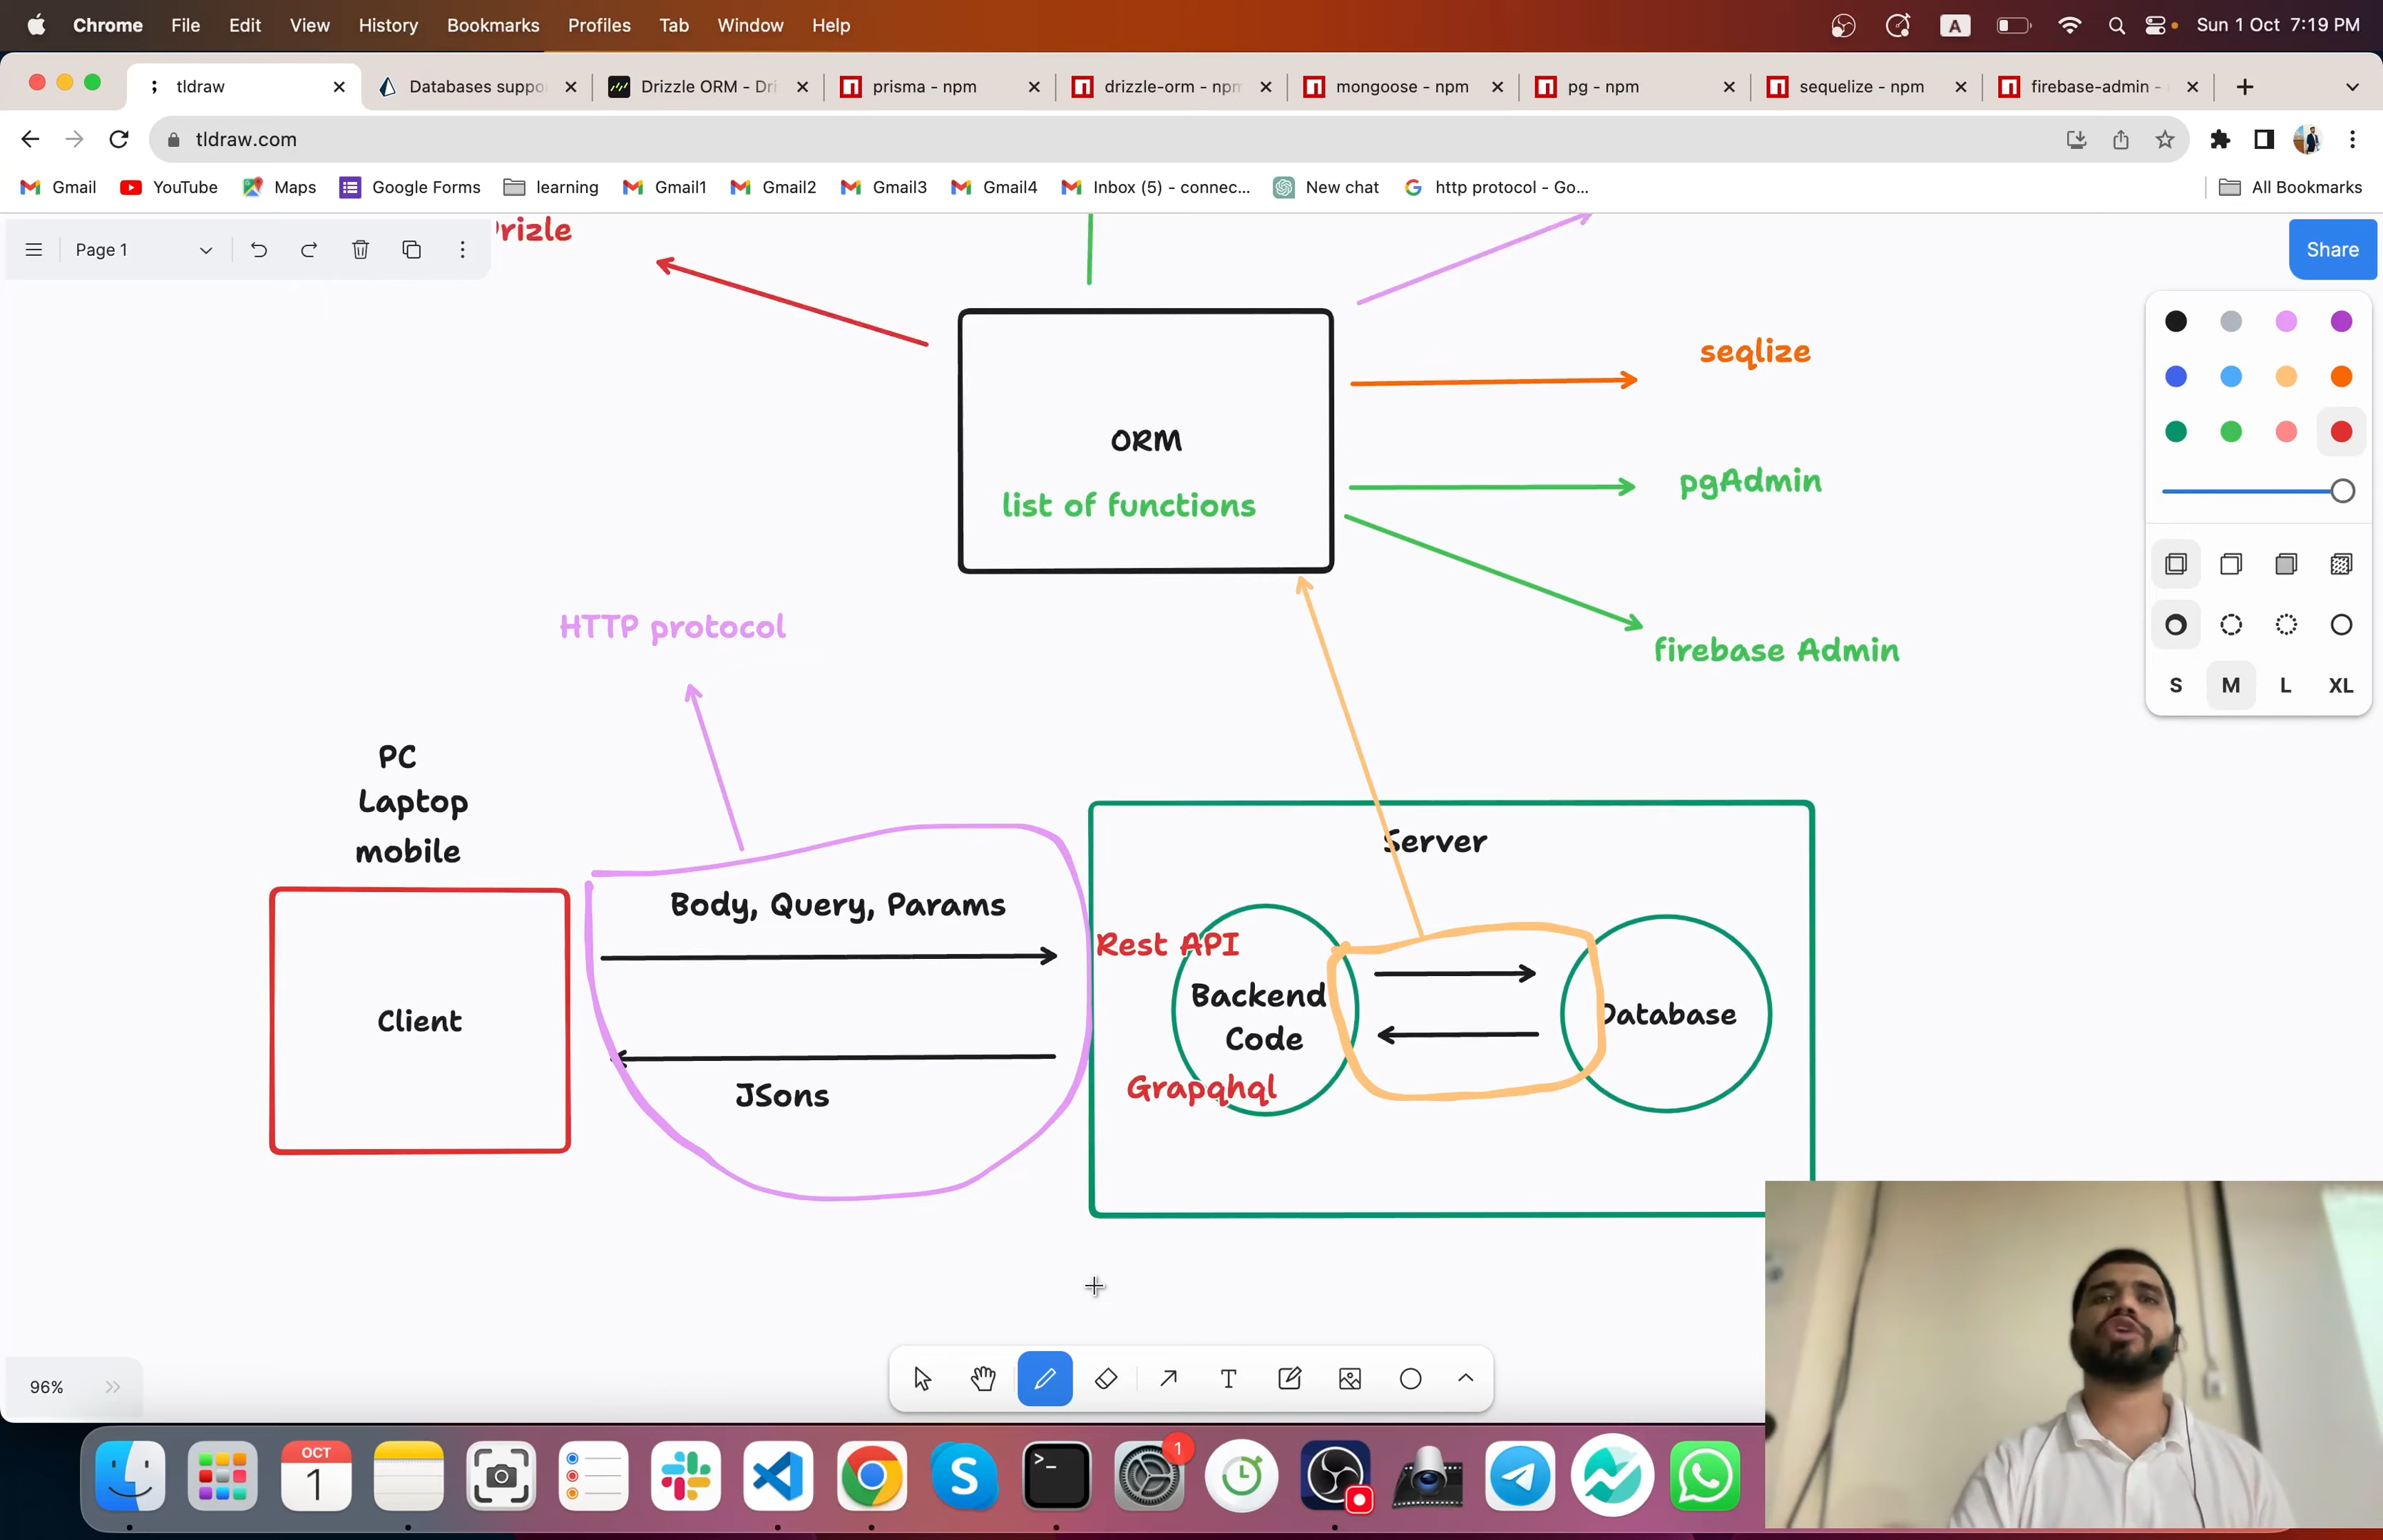 Chrome File Edit View History Bookmarks Profiles Tab Window Help A Sun 1 Oct 7:19 PM
tldraw Databases suppo Drizzle ORM - Dri prisma - npm drizzle-orm - npm mongoose - npm pg - npm sequelize - npm firebase-admin -
tldraw.com
Gmail YouTube Maps Google Forms learning Gmail1 Gmail2 Gmail3 Gmail4 Inbox (5) - connec... New chat http protocol - Go... All Bookmarks
rizle
Page 1
Share
seqlize
ORM
list of functions
pgAdmin
firebase Admin
HTTP protocol
S M L XL
PC
Laptop
mobile
Server
Body, Query, Params
Rest API
Client
Backend
Code
Database
Grapqhql
JSons
96%
T
OCT
1
S
>_
1